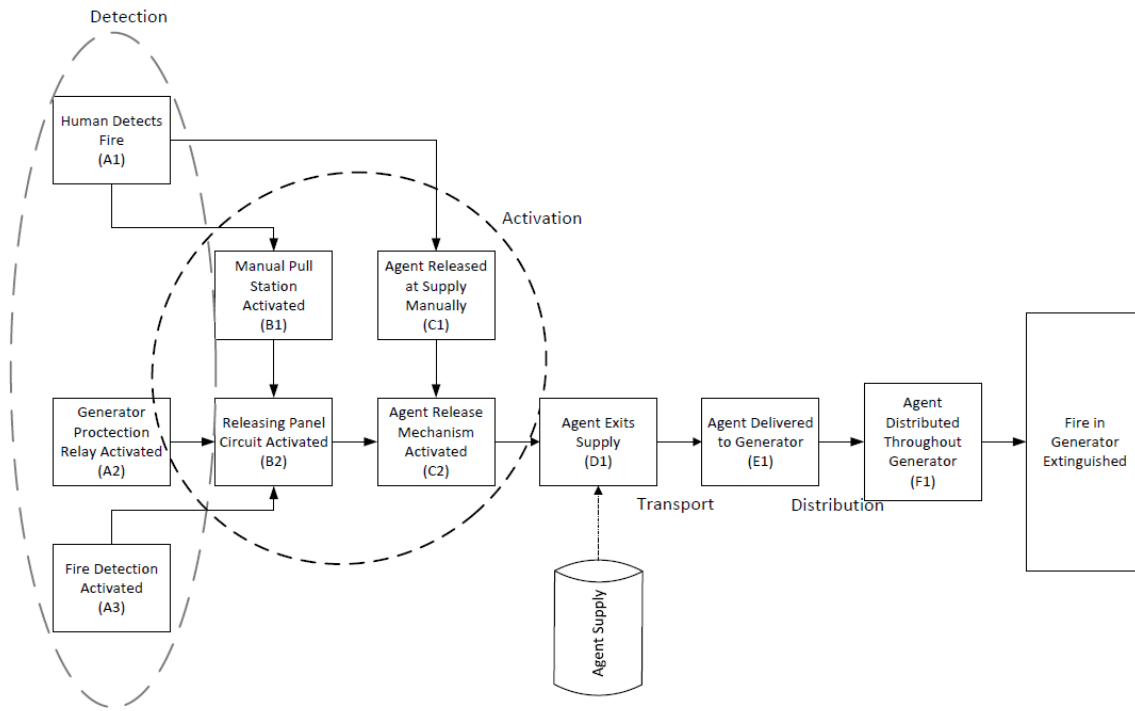 Detection
Human Detects
Fire
(A1)
Activation
Manual Pull
Station
Activated
(B1)
Agent Released
at Supply
Manually
(C1)
Generator
Proctection
Relay Activated
(A2)
Releasing Panel
Circuit Activated
(B2)
Agent Release
Mechanism
Activated
(C2)
Agent Exits
Supply
(D1)
Agent Delivered
to Generator
(E1)
Agent
Distributed
Throughout
Generator
(F1)
Fire in
Generator
Extinguished
Transport
Distribution
Fire Detection
Activated
(A3)
Agent Supply